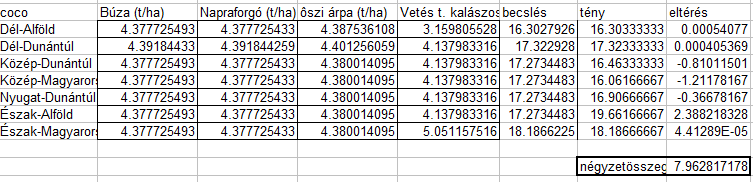 coco Búza (t/ha) Napraforgó (t/ha) ôszi árpa (t/ha) Vetés t. kalászos becslés tény eltérés
Dél-Alföld 4.377725493 4.377725433 4.387536108 3.159805528 16.3027926 16.30333333 0.00054077
Dél-Dunántúl 4.39184433 4.391844259 4.401256059 4.137983316 17.322928 17.32333333 0.000405369
Közép-Dunántúl 4.377725493 4.377725433 4.380014095 4.137983316 17.2734483 16.46333333 -0.81011501
Közép-Magyarors 4.377725493 4.377725433 4.380014095 4.137983316 17.2734483 16.06166667 -1.21178167
Nyugat-Dunántúl 4.377725493 4.377725433 4.380014095 4.137983316 17.2734483 16.90666667 -0.36678167
Észak-Alföld 4.377725493 4.377725433 4.380014095 4.137983316 17.2734483 19.66166667 2.388218328
Észak-Magyarors 4.377725493 4.377725433 4.380014095 5.051157516 18.1866225 18.18666667 4.41289E-05
négyzetösszeg 7.962817178